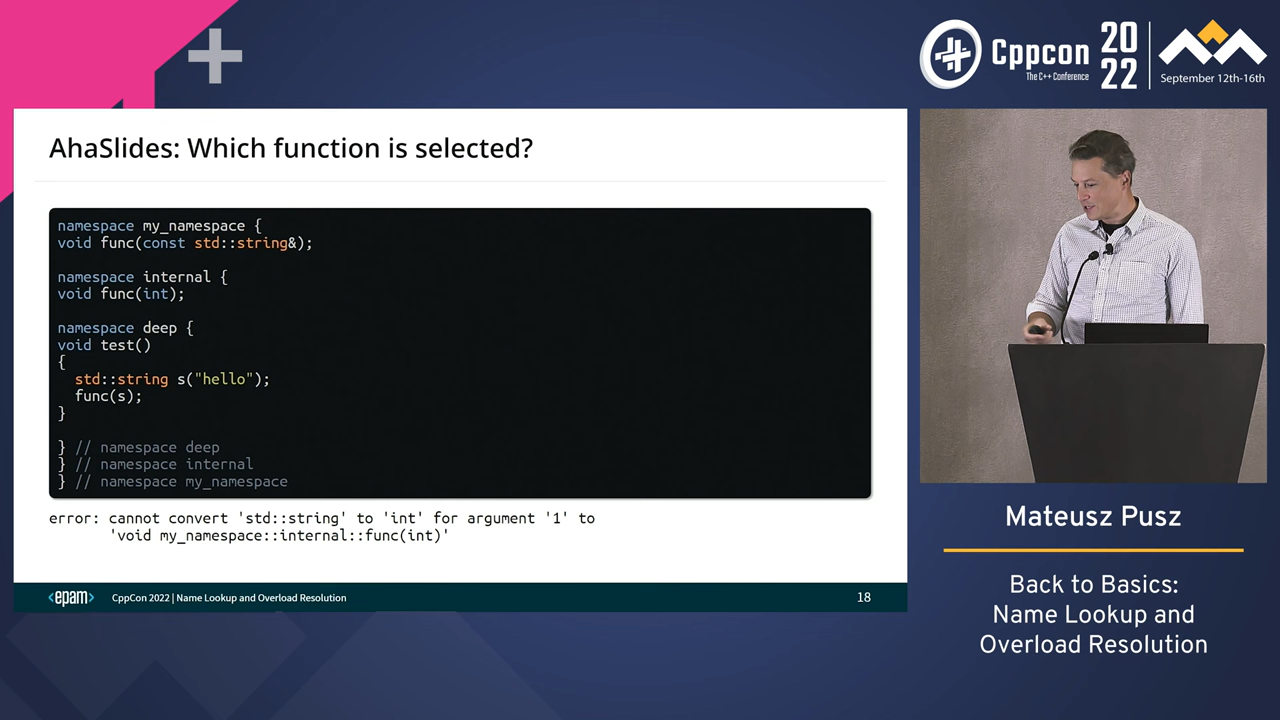 Cppcon
The C++ Conference
20
22
September 12th-16th
AhaSlides: Which function is selected?
namespace my_namespace {
void func(const std::string&);
namespace internal {
void func(int);
namespace deep {
void test()
{
std::string s("hello");
func(s);
}
} // namespace deep
} // namespace internal
} // namespace my_namespace
error: cannot convert 'std::string' to 'int' for argument '1' to
'void my_namespace::internal::func(int)'
<epam>
CppCon 2022 | Name Lookup and Overload Resolution
18
Mateusz Pusz
Back to Basics:
Name Lookup and
Overload Resolution